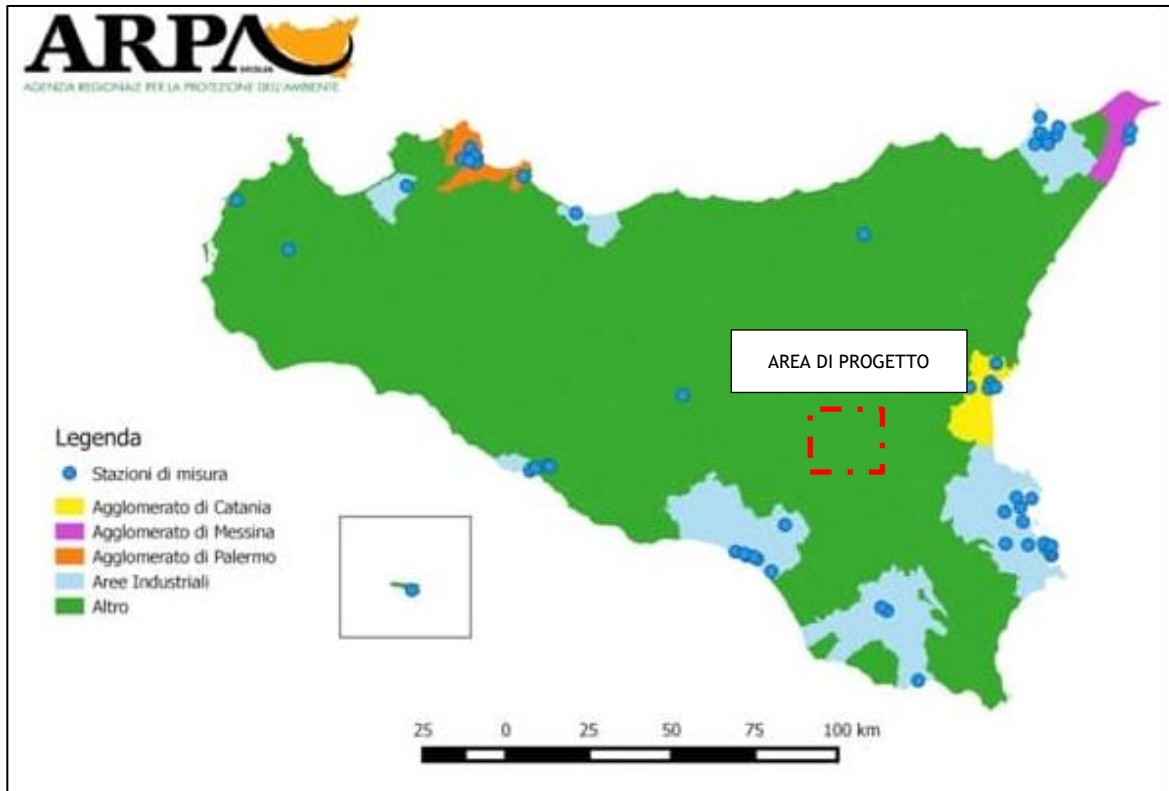 ARPA
SICILIA
AGENZIA REGIONALE PER LA PROTEZIONE DELL'AMBIENTE
AREA DI PROGETTO
Legenda
Stazioni di misura
Agglomerato di Catania
Agglomerato di Messina
Agglomerato di Palermo
Aree Industriali
Altro
25 0 25 50 75 100 km